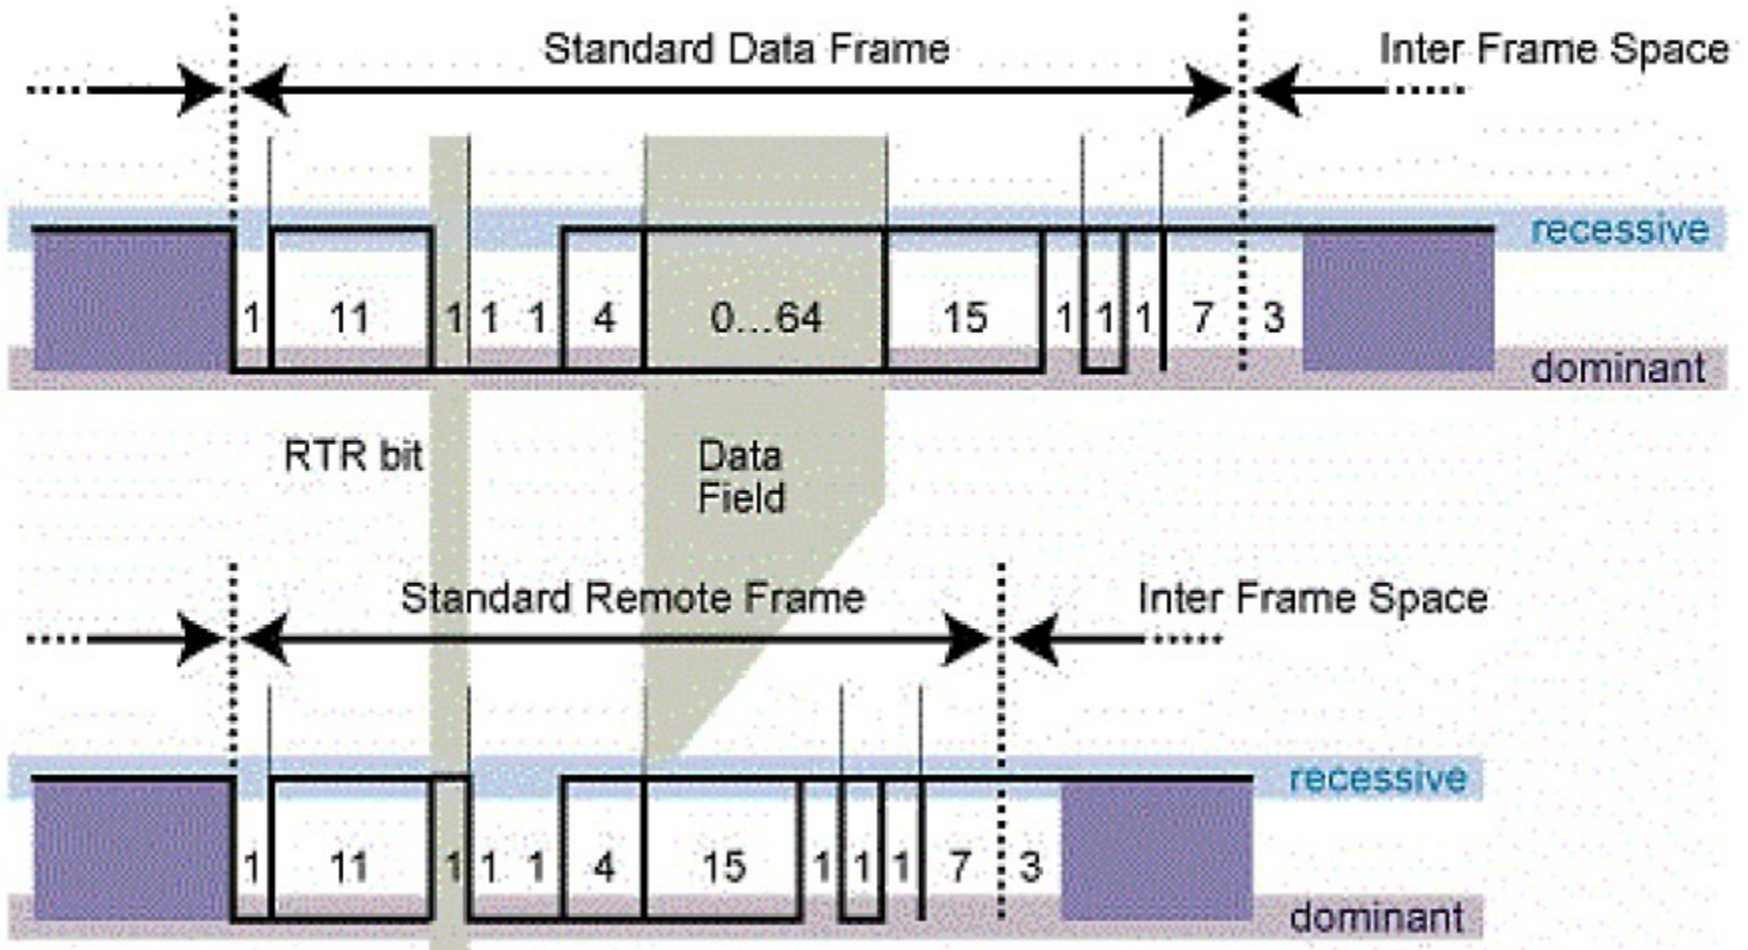 Standard Data Frame Inter Frame Space
recessive
1 11 1 1 1 4 0...64 15 1 1 1 7 3
dominant
RTR bit Data
Field
Standard Remote Frame Inter Frame Space
recessive
1 11 1 1 1 4 15 1 1 1 7 3
dominant